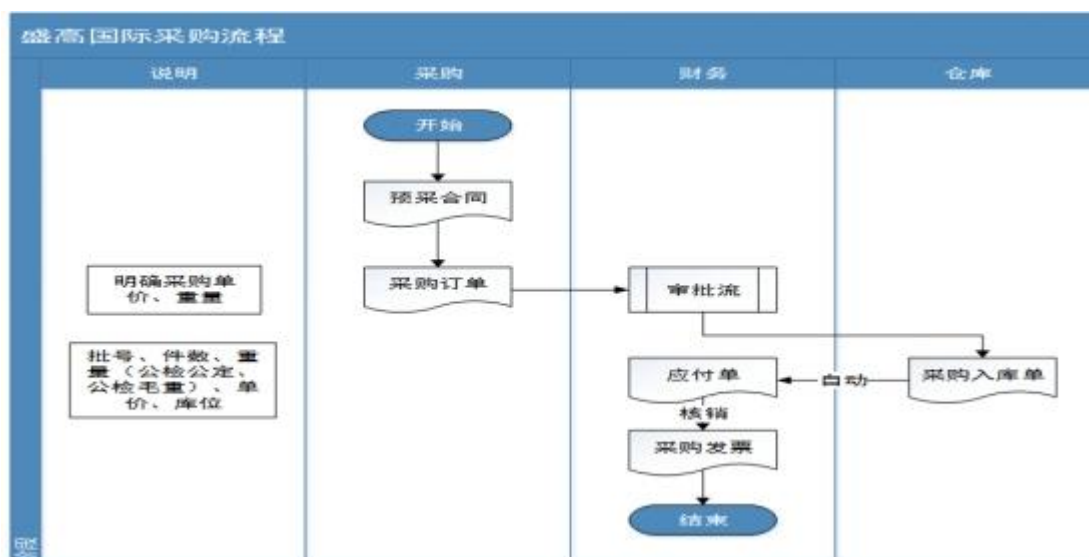 盛高国际采购流程
说明
采购
财务
仓库
开始
预采合同
明确采购单
价、重量
采购订单
审批流
批号、件数、重
量（公检公定、
公检毛重）、单
价、库位
应付单
自动
采购入库单
核销
采购发票
结束